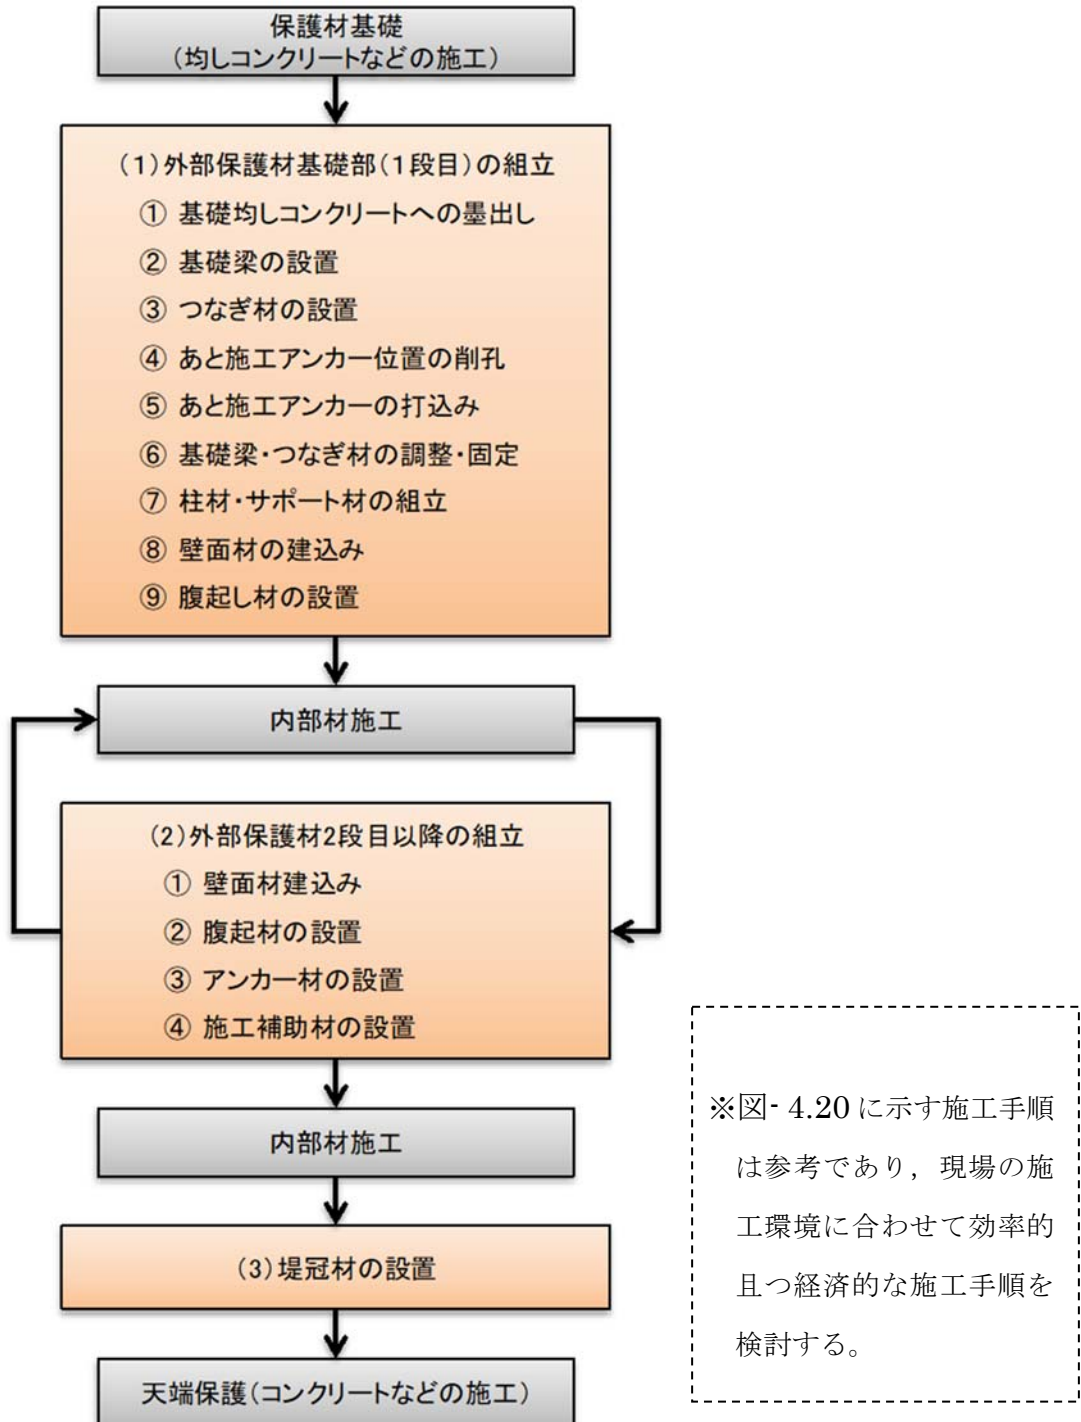 保護材基礎
(均しコンクリートなどの施工)
(1)外部保護材基礎部(1段目)の組立
① 基礎均しコンクリートへの墨出し
② 基礎梁の設置
③ つなぎ材の設置
④ あと施工アンカー位置の削孔
⑤ あと施工アンカーの打込み
⑥ 基礎梁・つなぎ材の調整・固定
⑦ 柱材・サポート材の組立
⑧ 壁面材の建込み
⑨ 腹起し材の設置
内部材施工
(2)外部保護材2段目以降の組立
① 壁面材建込み
② 腹起材の設置
③ アンカー材の設置
④ 施工補助材の設置
内部材施工
(3)堤冠材の設置
天端保護(コンクリートなどの施工)
※図- 4.20 に示す施工手順
は参考であり，現場の施
工環境に合わせて効率的
且つ経済的な施工手順を
検討する。